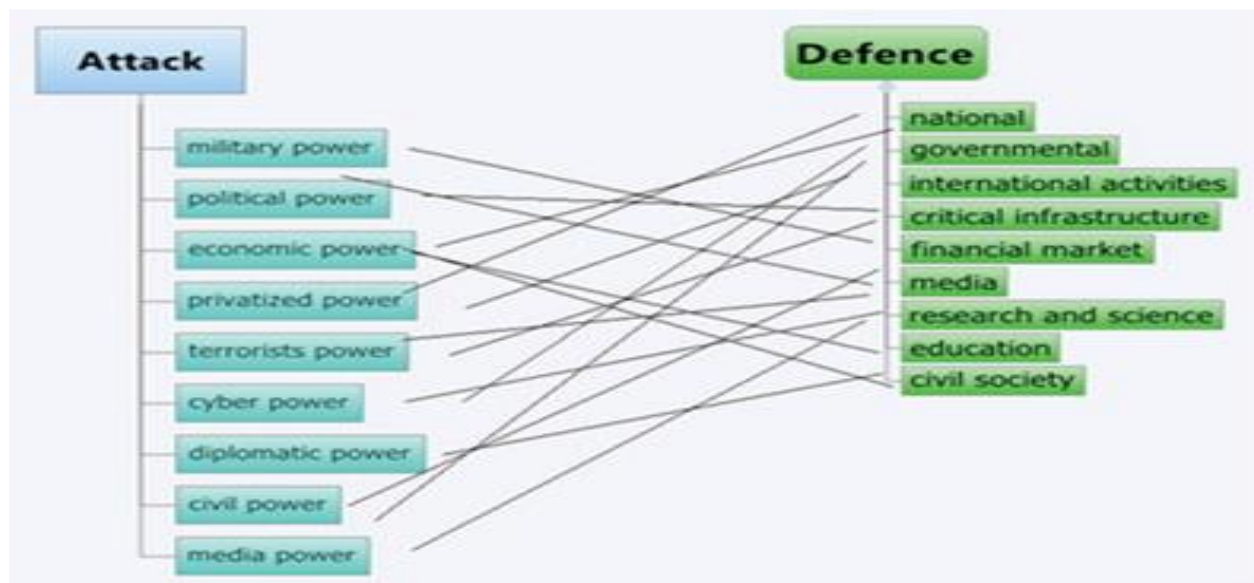 Attack
military power
political power
economic power
privatized power
terrorists power
cyber power
diplomatic power
civil power
media power
Defence
national
governmental
international activities
critical infrastructure
financial market
media
research and science
education
civil society